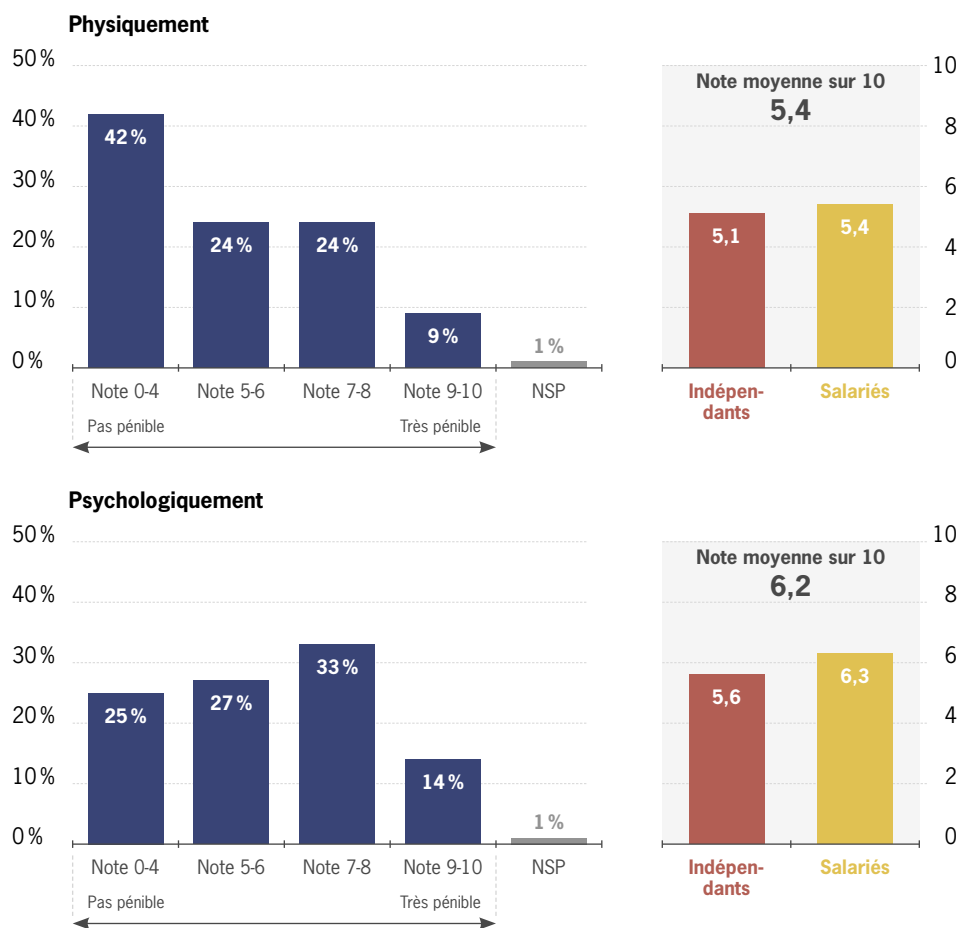 Physiquement
50 %
40 %
30 %
20 %
10 %
0 %
42 %
24 %
24 %
9 %
1 %
Note 0-4 Note 5-6 Note 7-8 Note 9-10 NSP
Pas pénible Très pénible
Note moyenne sur 10
5,4
10
8
6
4
2
0
5,1
5,4
Indépen-
dants
Salariés
Psychologiquement
50 %
40 %
30 %
20 %
10 %
0 %
25 %
27 %
33 %
14 %
1 %
Note 0-4 Note 5-6 Note 7-8 Note 9-10 NSP
Pas pénible Très pénible
Note moyenne sur 10
6,2
10
8
6
4
2
0
5,6
6,3
Indépen-
dants
Salariés